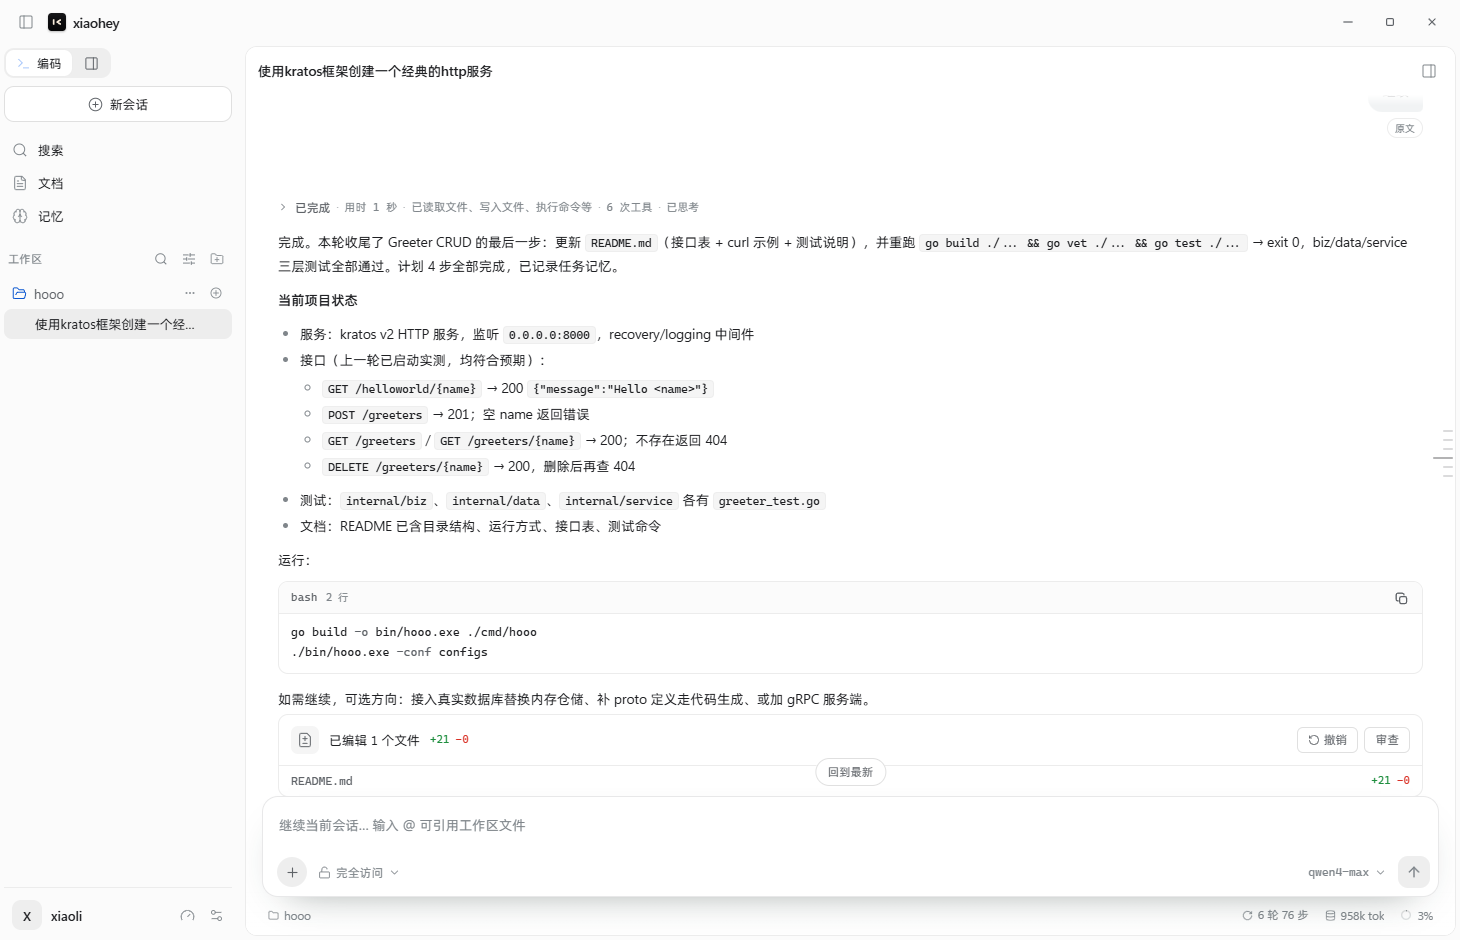 xiaohey
编码
新会话
搜索
文档
记忆
工作区
hooo
使用kratos框架创建一个经...
X xiaoli
使用kratos框架创建一个经典的http服务
原文
已完成 · 用时 1 秒 · 已读取文件、写入文件、执行命令等 · 6 次工具 · 已思考
完成。本轮收尾了 Greeter CRUD 的最后一步：更新 README.md（接口表 + curl 示例 + 测试说明），并重跑 go build ./... && go vet ./... && go test ./... → exit 0，biz/data/service
三层测试全部通过。计划 4 步全部完成，已记录任务记忆。
当前项目状态
• 服务：kratos v2 HTTP 服务，监听 0.0.0.0:8000，recovery/logging 中间件
• 接口（上一轮已启动实测，均符合预期）：
◦ GET /helloworld/{name} → 200 {"message":"Hello <name>"}
◦ POST /greeters → 201；空 name 返回错误
◦ GET /greeters / GET /greeters/{name} → 200；不存在返回 404
◦ DELETE /greeters/{name} → 200，删除后再查 404
• 测试：internal/biz、internal/data、internal/service 各有 greeter_test.go
• 文档：README 已含目录结构、运行方式、接口表、测试命令
运行：
bash 2 行
go build -o bin/hooo.exe ./cmd/hooo
./bin/hooo.exe -conf configs
如需继续，可选方向：接入真实数据库替换内存仓储、补 proto 定义走代码生成、或加 gRPC 服务端。
已编辑 1 个文件 +21 -0 撤销 审查
README.md +21 -0
回到最新
继续当前会话... 输入 @ 可引用工作区文件
完全访问 qwen4-max
hooo 6 轮 76 步 958k tok 3%